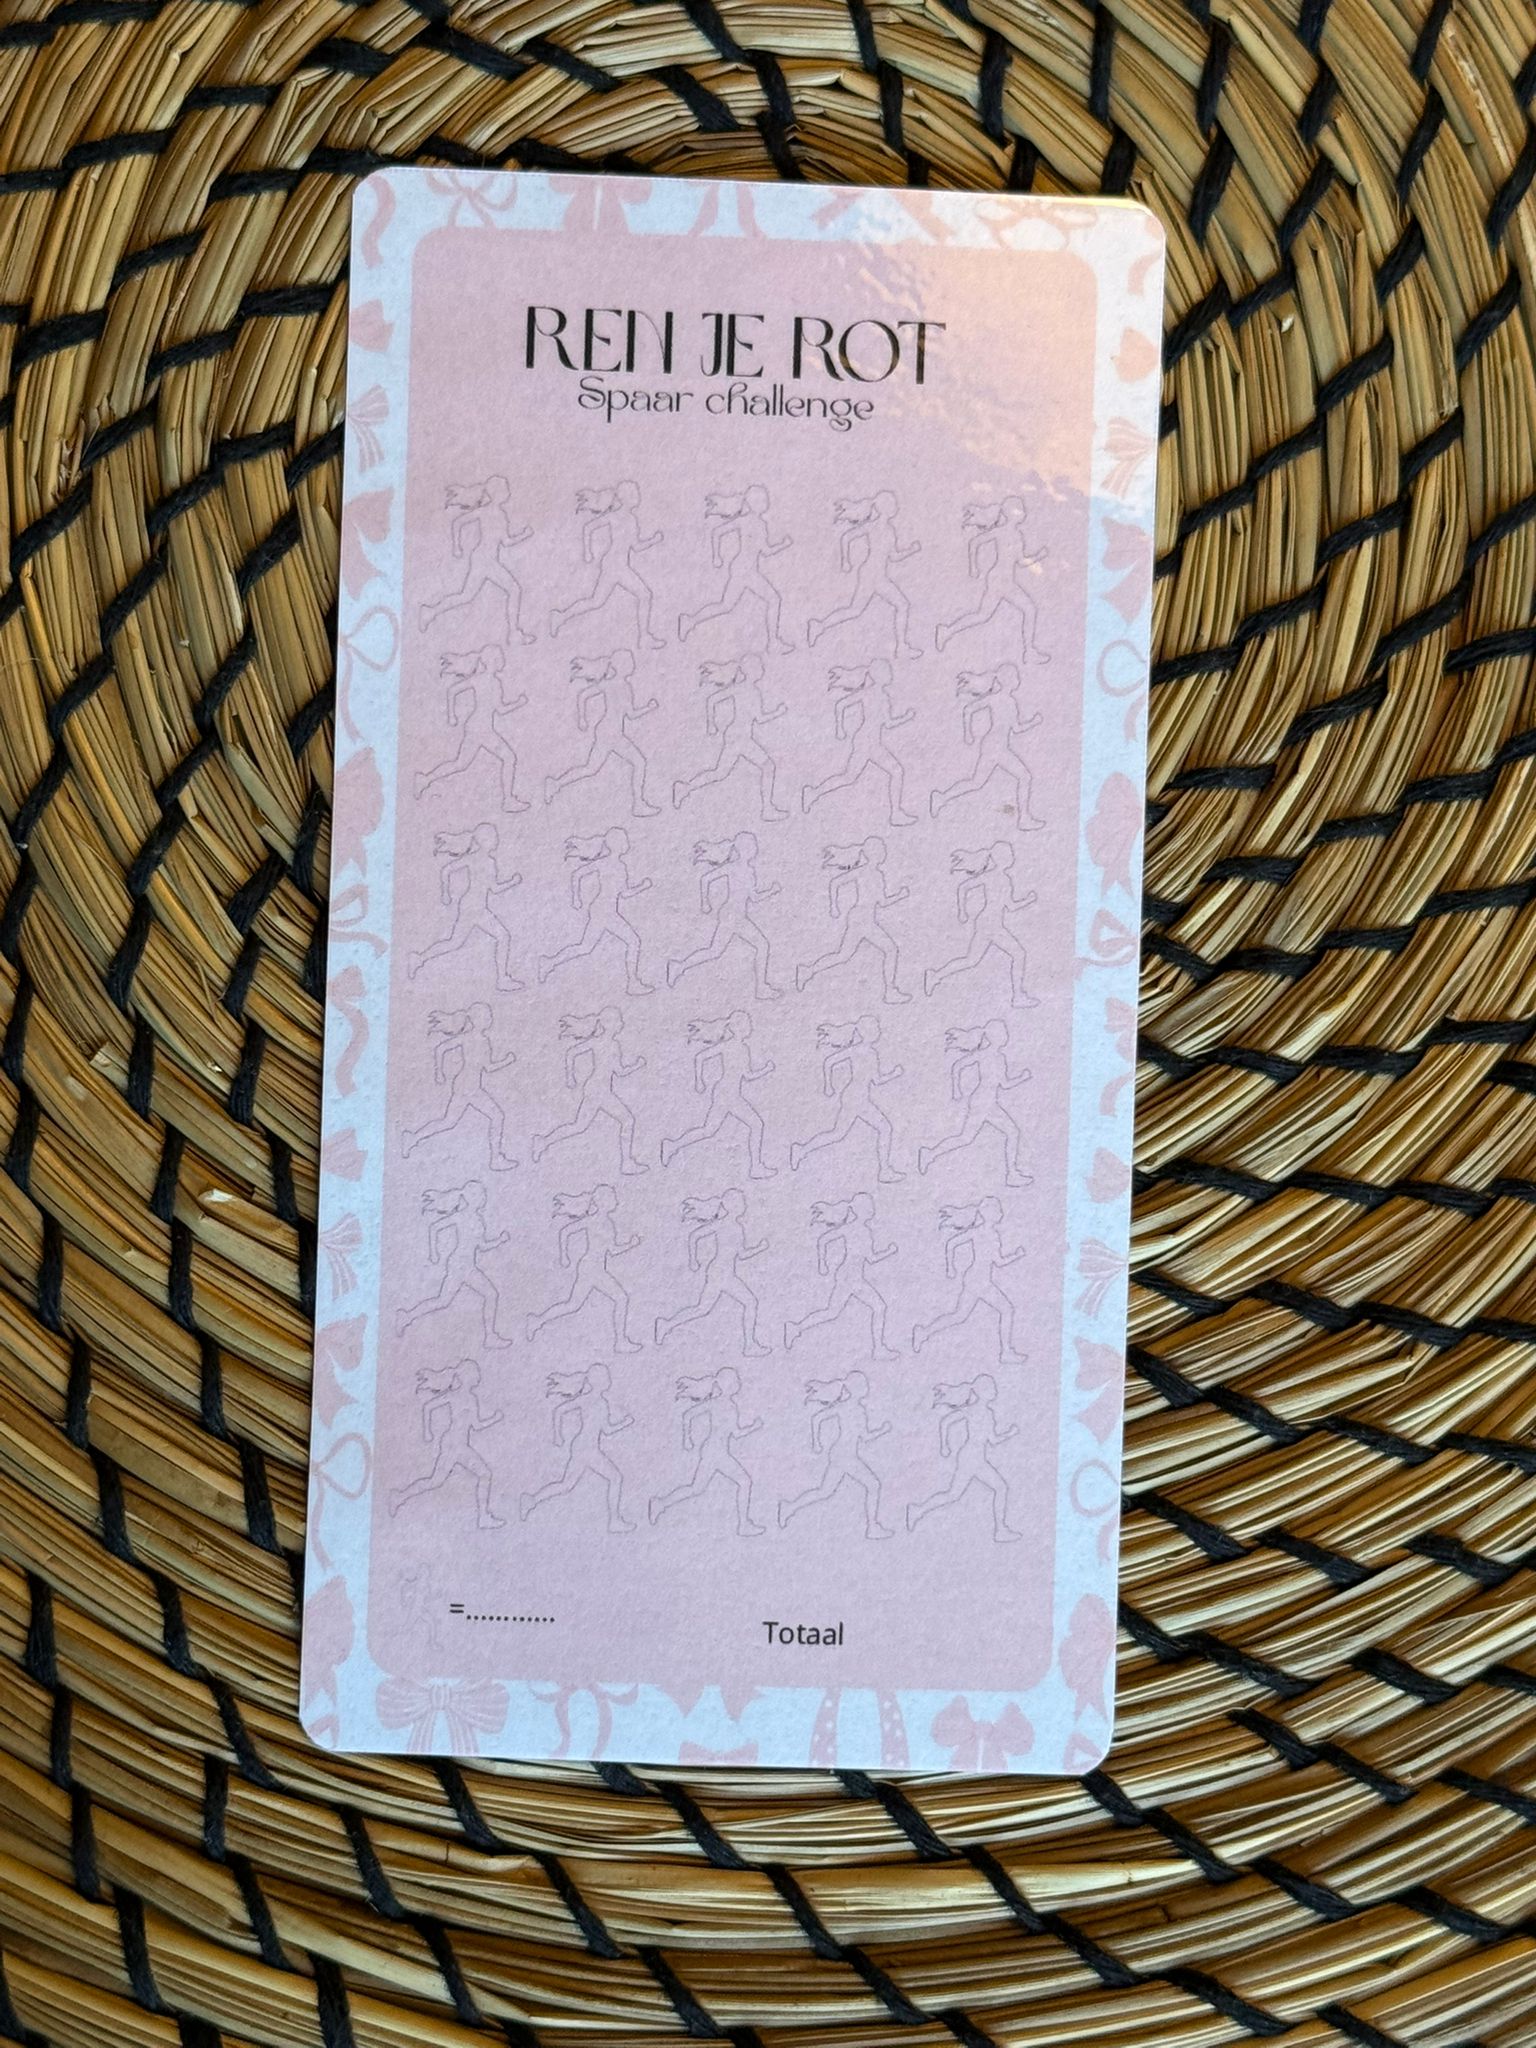 REN JE ROT
Spaar challenge
=............
Totaal